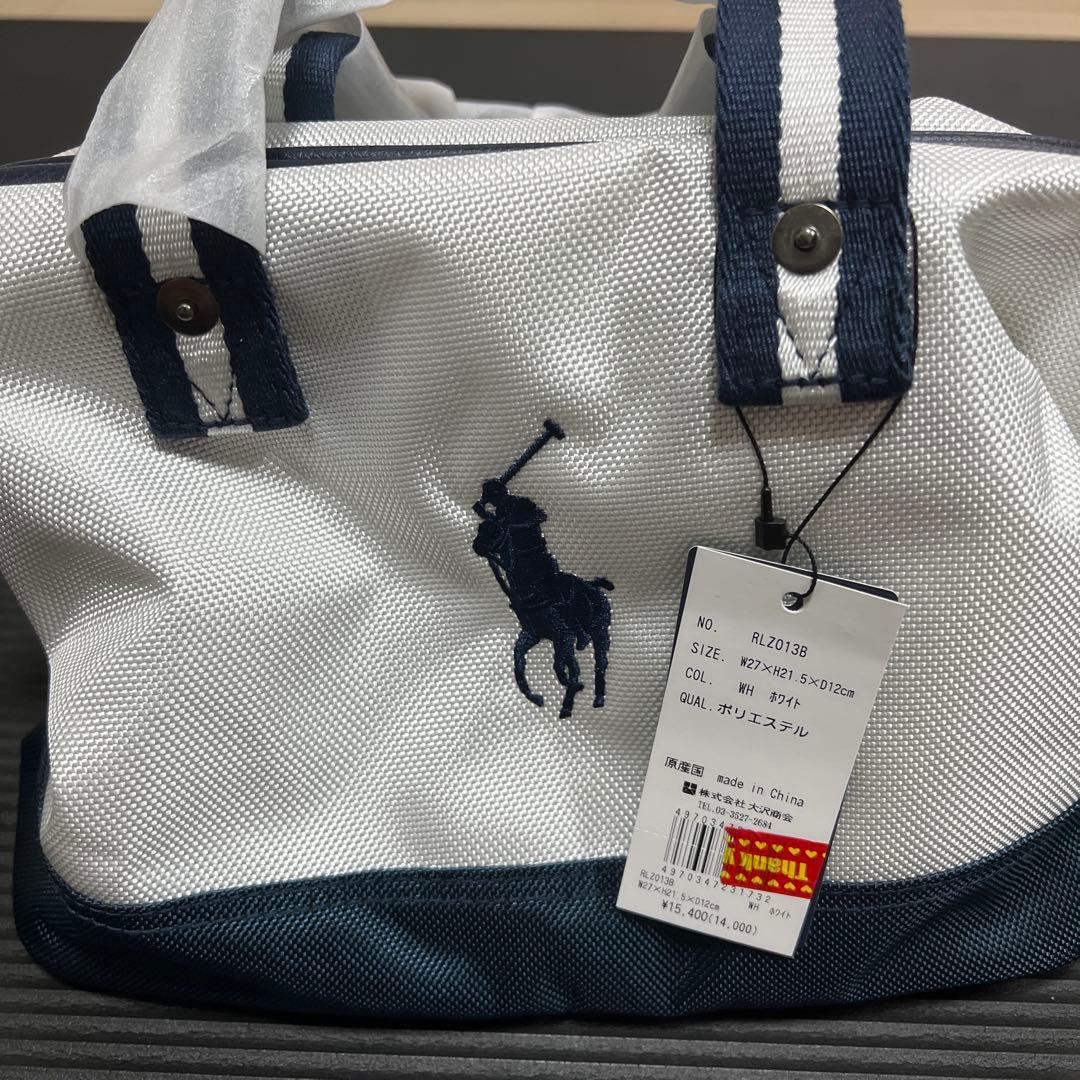 NO. RLZ013B
SIZE. W27×H21.5×D12cm
COL. WH ﾎﾜｲﾄ
QUAL. ポリエステル
原産国 made in China
株式会社 大沢商会
TEL.03-3527-2684
4970347
Thank
4970347231732
RLZ013B
W27×H21.5×D12cm WH ﾎﾜｲﾄ
¥15,400(14,000)